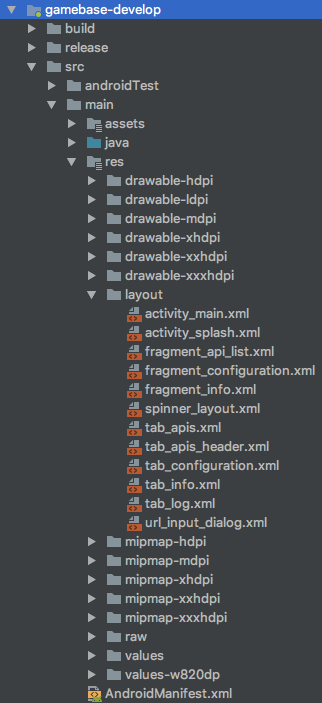 gamebase-develop
build
release
src
androidTest
main
assets
java
res
drawable-hdpi
drawable-ldpi
drawable-mdpi
drawable-xhdpi
drawable-xxhdpi
drawable-xxxhdpi
layout
activity_main.xml
activity_splash.xml
fragment_api_list.xml
fragment_configuration.xml
fragment_info.xml
spinner_layout.xml
tab_apis.xml
tab_apis_header.xml
tab_configuration.xml
tab_info.xml
tab_log.xml
url_input_dialog.xml
mipmap-hdpi
mipmap-mdpi
mipmap-xhdpi
mipmap-xxhdpi
mipmap-xxxhdpi
raw
values
values-w820dp
AndroidManifest.xml